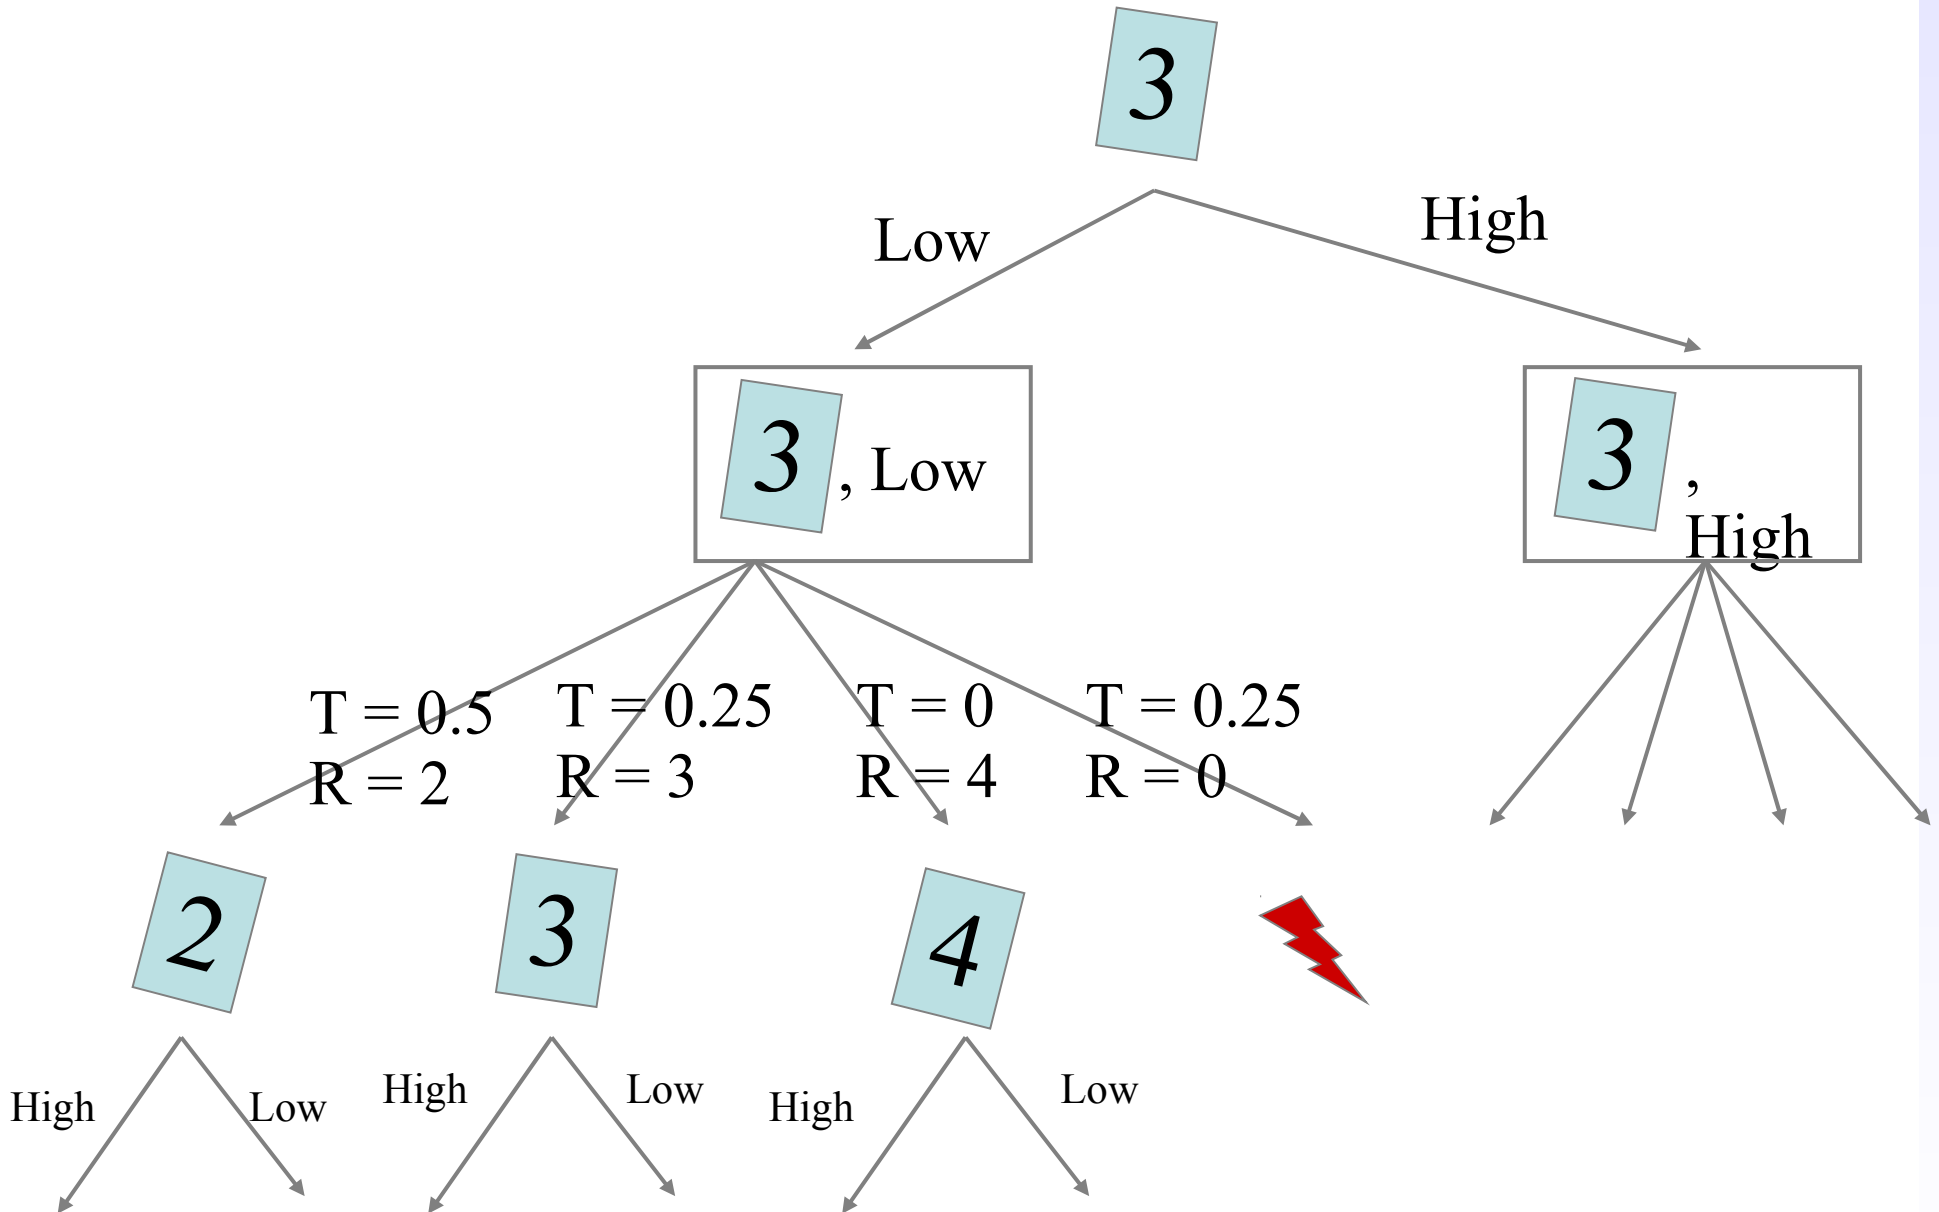 3
Low
High
3 , Low
3 ,
High
T = 0.5
R = 2
T = 0.25
R = 3
T = 0
R = 4
T = 0.25
R = 0
2
3
4
High
Low
High
Low
High
Low